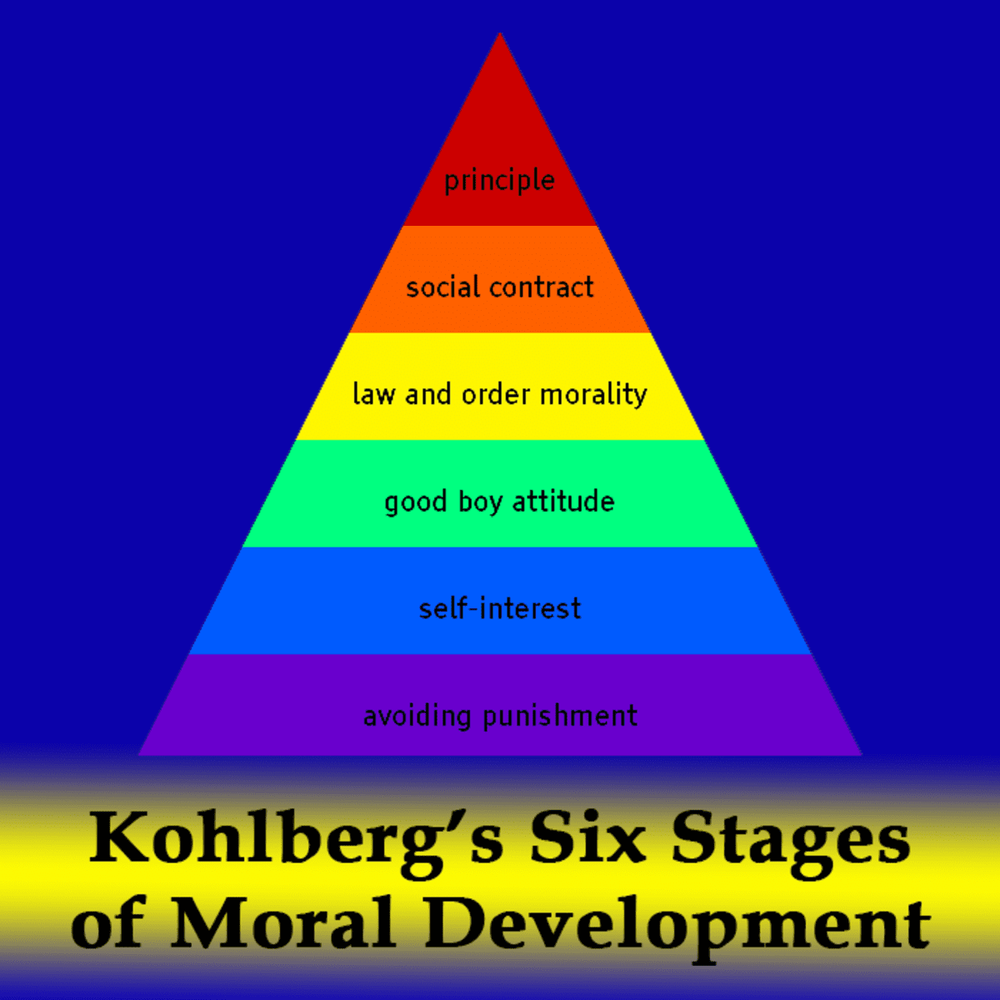 principle
social contract
law and order morality
good boy attitude
self-interest
avoiding punishment
Kohlberg’s Six Stages
of Moral Development